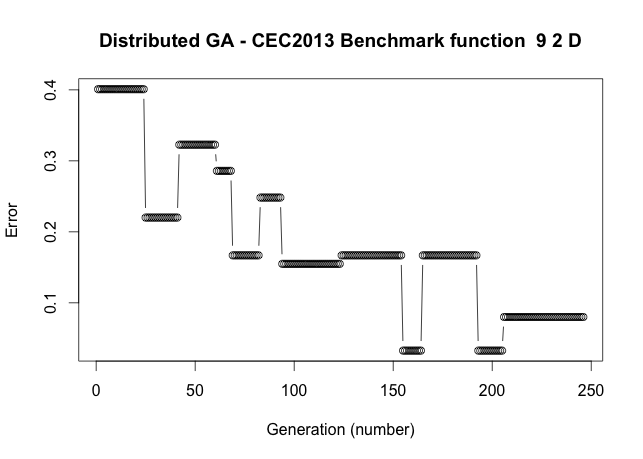 Distributed GA - CEC2013 Benchmark function  9 2 D
0.4
0.3
0.2
0.1
Error
0 50 100 150 200 250
Generation (number)